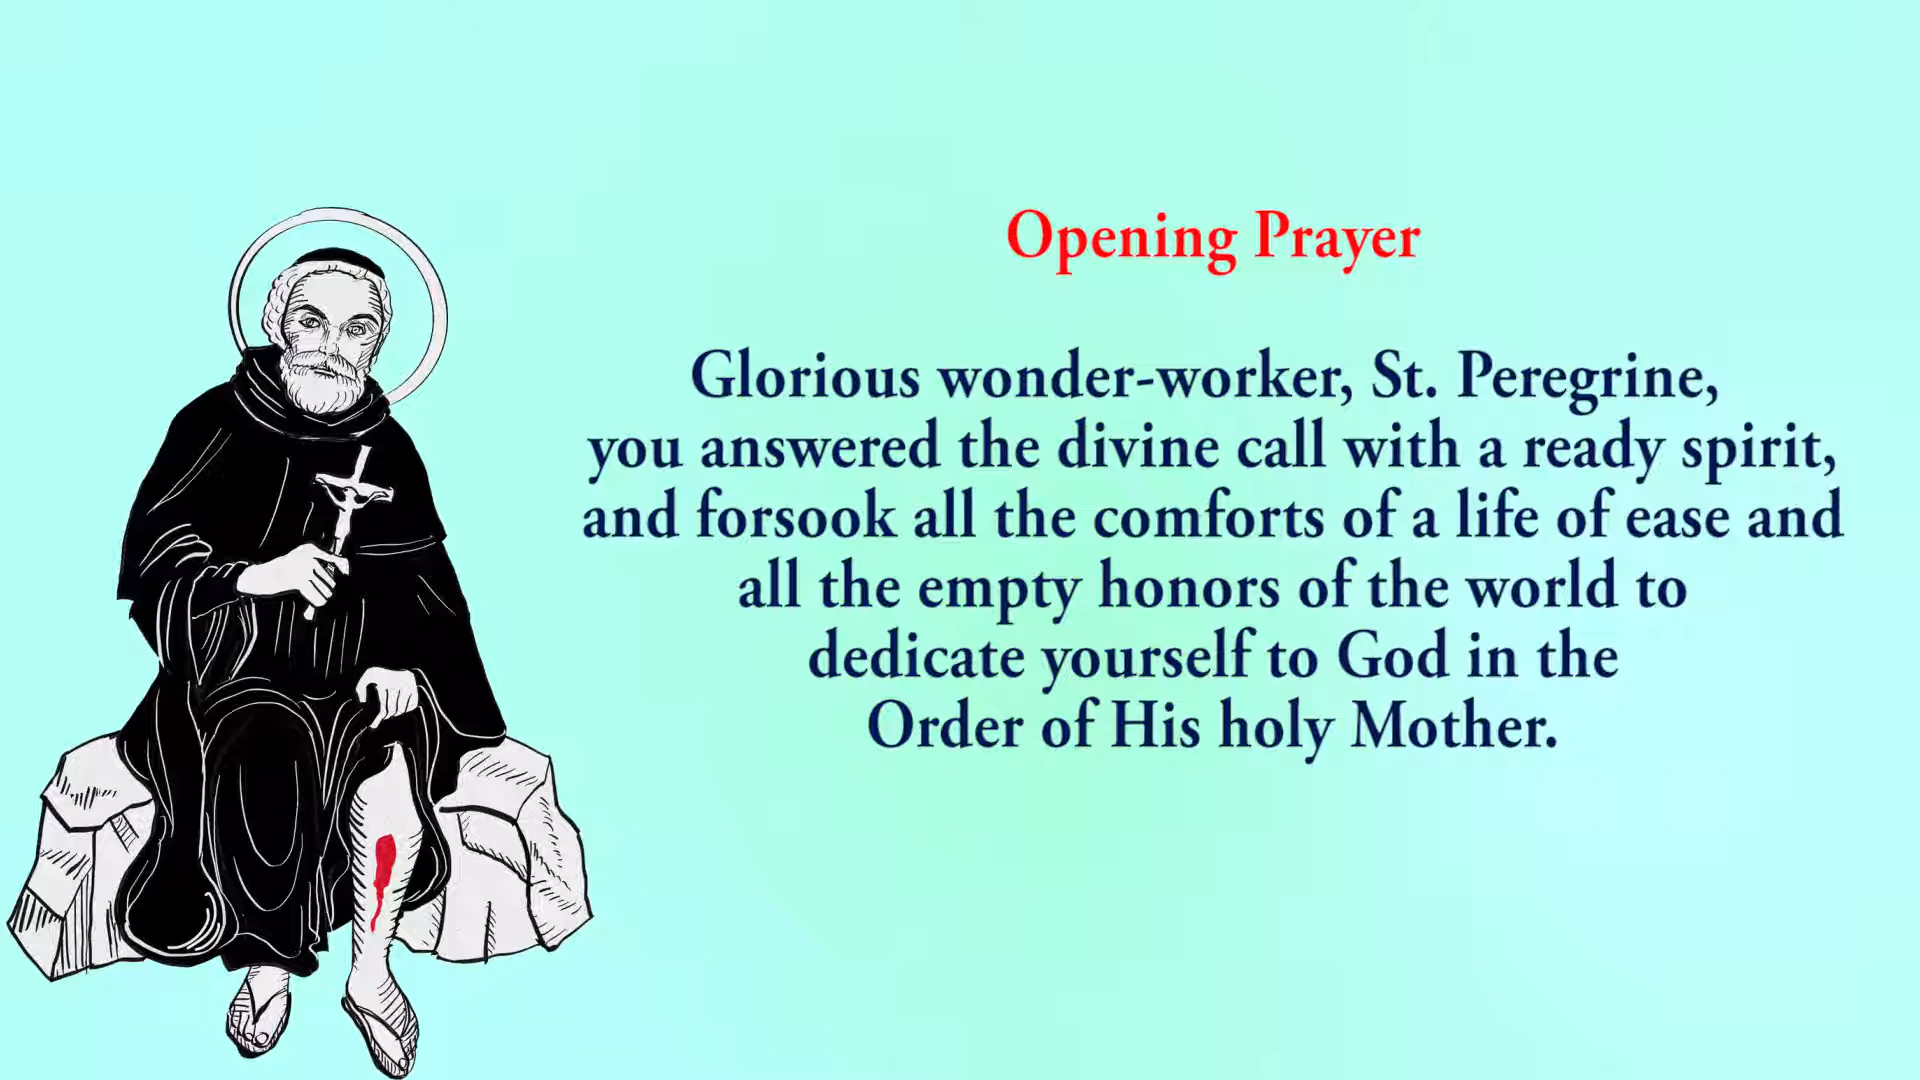 Opening Prayer
Glorious wonder-worker, St. Peregrine,
you answered the divine call with a ready spirit,
and forsook all the comforts of a life of ease and
all the empty honors of the world to
dedicate yourself to God in the
Order of His holy Mother.